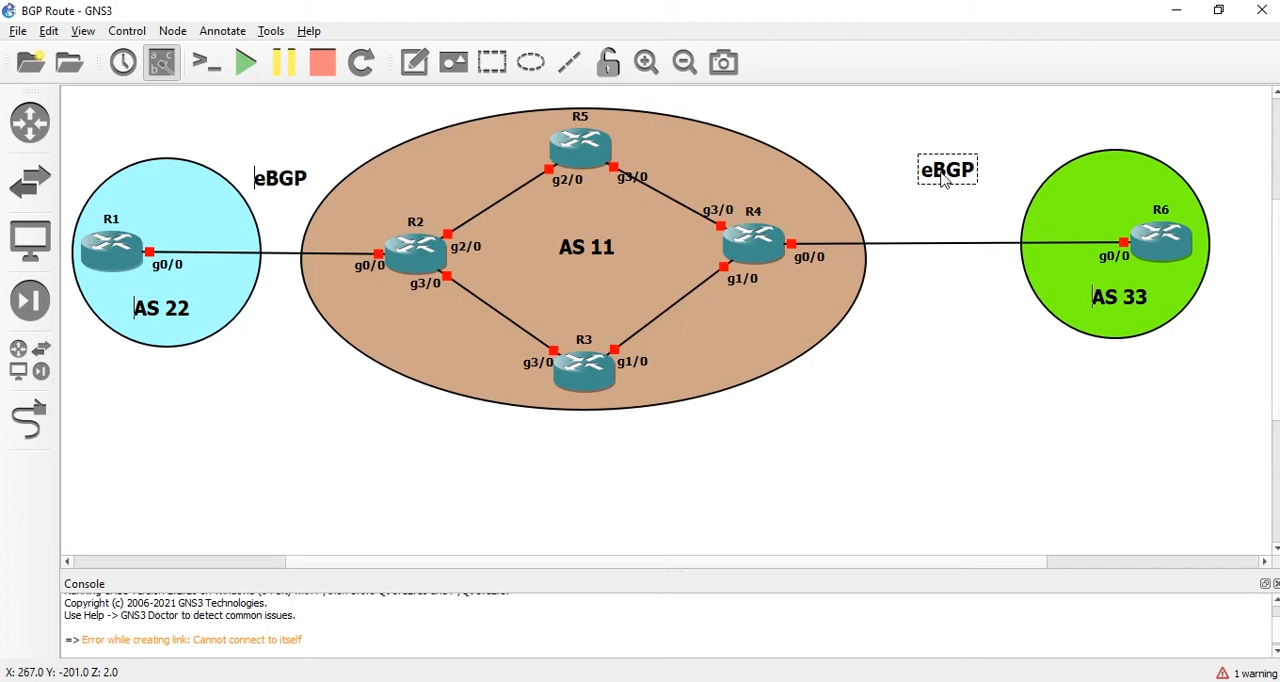 BGP Route - GNS3
File Edit View Control Node Annotate Tools Help
eBGP
eBGP
R5
g2/0
g3/0
R1
g0/0
AS 22
R2
g2/0
g0/0
g3/0
AS 11
g3/0
R4
g0/0
g1/0
R3
g3/0
g1/0
R6
g0/0
AS 33
Console
Copyright (c) 2006-2021 GNS3 Technologies.
Use Help -> GNS3 Doctor to detect common issues.
=> Error while creating link: Cannot connect to itself
X: 267.0 Y: -201.0 Z: 2.0
1 warning